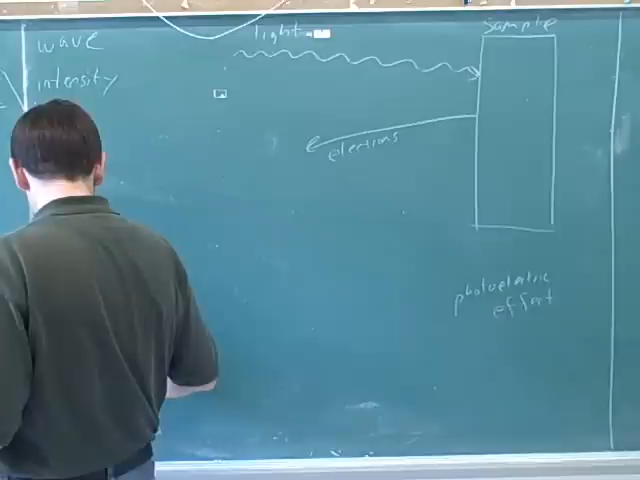 wave
intensity
light
sample
electrons
photoelectric
effect